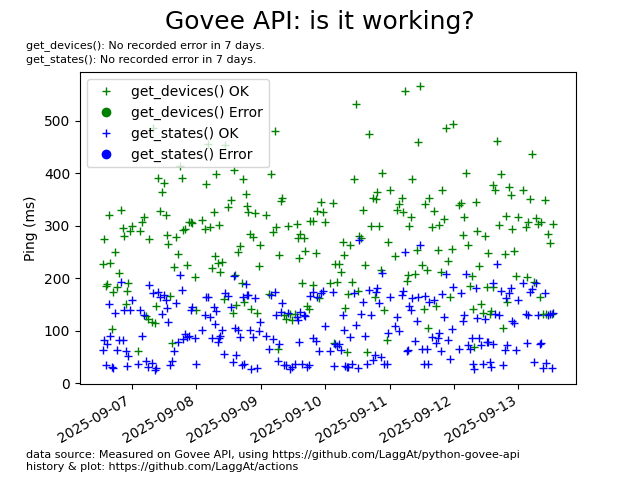 Govee API: is it working?
get_devices(): No recorded error in 7 days.
get_states(): No recorded error in 7 days.
get_devices() OK
get_devices() Error
get_states() OK
get_states() Error
Ping (ms)
500
400
300
200
100
0
2025-09-07
2025-09-08
2025-09-09
2025-09-10
2025-09-11
2025-09-12
2025-09-13
data source: Measured on Govee API, using https://github.com/LaggAt/python-govee-api
history & plot: https://github.com/LaggAt/actions